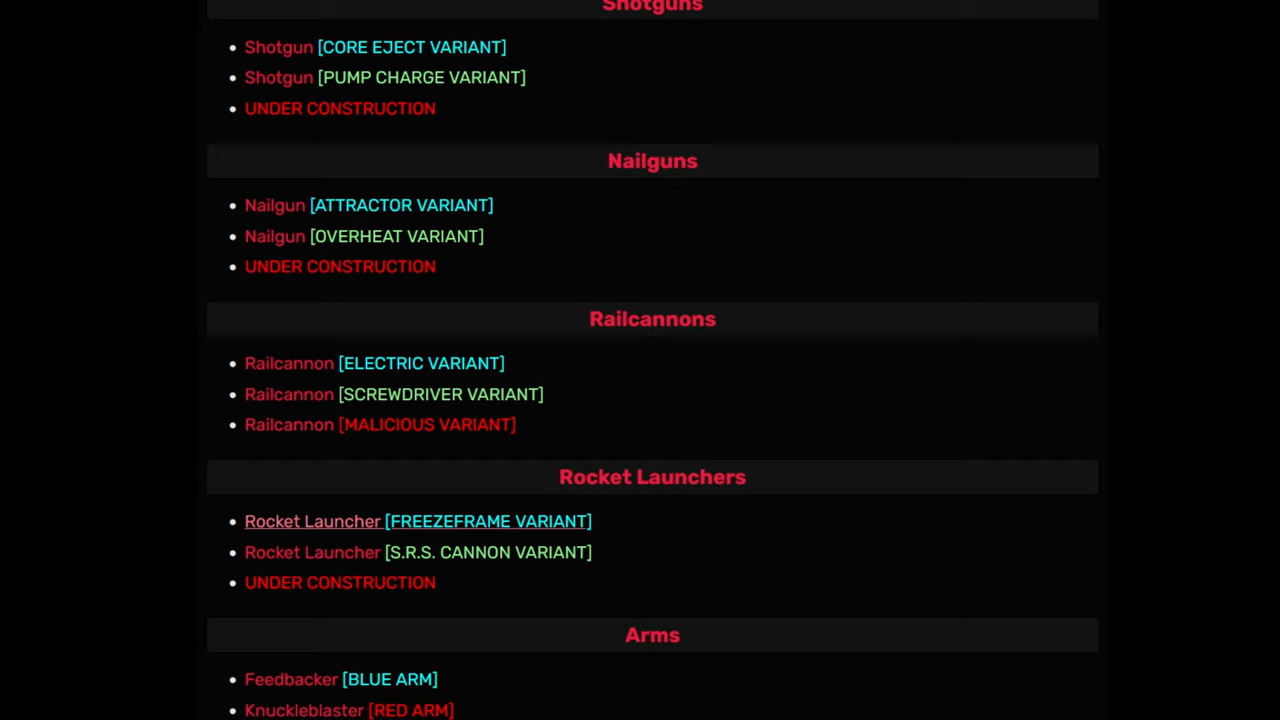 Shotguns
Shotgun [CORE EJECT VARIANT]
Shotgun [PUMP CHARGE VARIANT]
UNDER CONSTRUCTION
Nailguns
Nailgun [ATTRACTOR VARIANT]
Nailgun [OVERHEAT VARIANT]
UNDER CONSTRUCTION
Railcannons
Railcannon [ELECTRIC VARIANT]
Railcannon [SCREWDRIVER VARIANT]
Railcannon [MALICIOUS VARIANT]
Rocket Launchers
Rocket Launcher [FREEZEFRAME VARIANT]
Rocket Launcher [S.R.S. CANNON VARIANT]
UNDER CONSTRUCTION
Arms
Feedbacker [BLUE ARM]
Knuckleblaster [RED ARM]